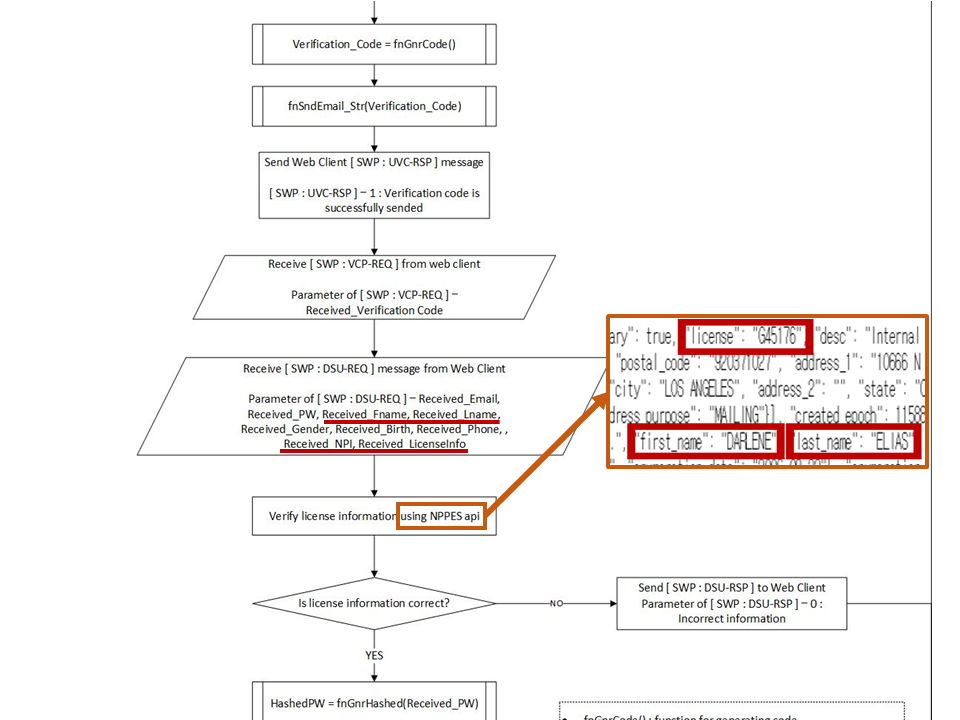 Verification_Code = fnGnrCode()
fnSndEmail_Str(Verification_Code)
Send Web Client [ SWP : UVC-RSP ] message
[ SWP : UVC-RSP ] – 1 : Verification code is
successfully sended
Receive [ SWP : VCP-REQ ] from web client
Parameter of [ SWP : VCP-REQ ] –
Received_Verification Code
Receive [ SWP : DSU-REQ ] message from Web Client
Parameter of [ SWP : DSU-REQ ] – Received_Email,
Received_PW, Received_Fname, Received_Lname,
Received_Gender, Received_Birth, Received_Phone, ,
Received_NPI, Received_LicenseInfo
ary": true, "license": "G45176", "desc": "Internal
"postal_code": "920371027", "address_1": "10666 N
"city": "LOS ANGELES", "address_2": "", "state": "C
dress_purpose": "MAILING"}], "created_epoch": 11588
"first_name": "DARLENE" "last_name": "ELIAS"
Verify license information using NPPES api
Is license information correct?
NO
Send [ SWP : DSU-RSP ] to Web Client
Parameter of [ SWP : DSU-RSP ] – 0 :
Incorrect information
YES
HashedPW = fnGnrHashed(Received_PW)
fnGnrCode() : function for generating code